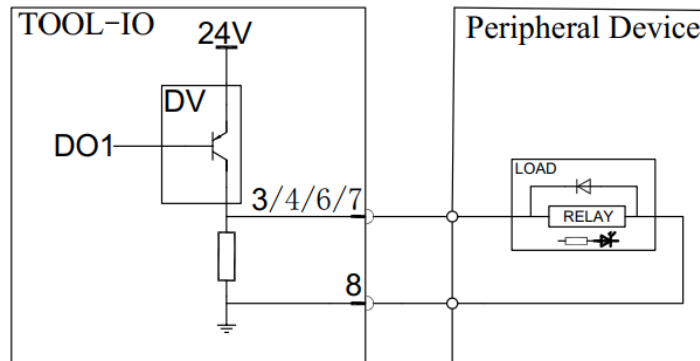 TOOL-IO
Peripheral Device
24V
DV
DO1
3/4/6/7
LOAD
RELAY
8